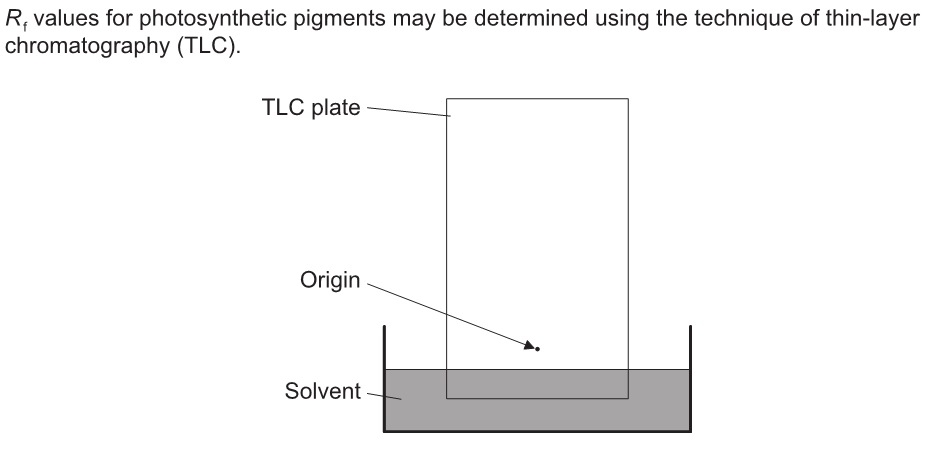 Rf values for photosynthetic pigments may be determined using the technique of thin-layer
chromatography (TLC).
TLC plate
Origin
Solvent